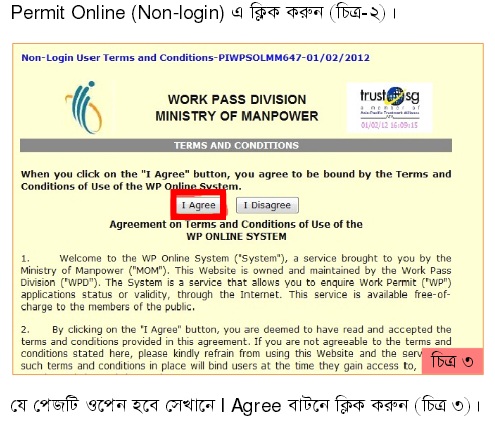 Permit Online (Non-login) এ ক্লিক করুন (চিত্র-২)।
Non-Login User Terms and Conditions-PIWPSOLMM647-01/02/2012
WORK PASS DIVISION
MINISTRY OF MANPOWER
trustsg
a member of
Asia Pacific Trustmark Alliance
ATA
01/02/12 16:09:15
TERMS AND CONDITIONS
When you click on the "I Agree" button, you agree to be bound by the Terms and
Conditions of Use of the WP Online System.
I Agree
I Disagree
Agreement on Terms and Conditions of Use of the
WP ONLINE SYSTEM
1. Welcome to the WP Online System ("System"), a service brought to you by the
Ministry of Manpower ("MOM"). This Website is owned and maintained by the Work Pass
Division ("WPD"). The System is a service that allows you to enquire Work Permit ("WP")
applications status or validity, through the Internet. This service is available free-of-
charge to the members of the public.
2. By clicking on the "I Agree" button, you are deemed to have read and accepted the
terms and conditions provided in this agreement. If you are not agreeable to the terms and
conditions stated here, please kindly refrain from using this Website and the serv
such terms and conditions in place will bind users at the time they gain access to,
চিত্র ৩
যে পেজটি ওপেন হবে সেখানে I Agree বাটনে ক্লিক করুন (চিত্র ৩)।